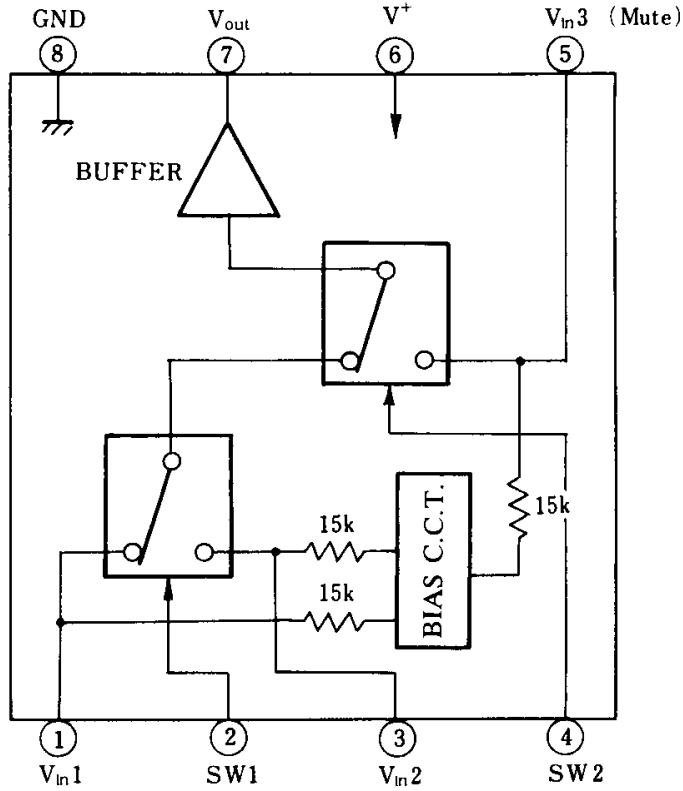 GND Vout V+ Vin3 (Mute)
8 7 6 5
BUFFER
15k
15k
15k
BIAS C.C.T.
1 2 3 4
Vin1 SW1 Vin2 SW2